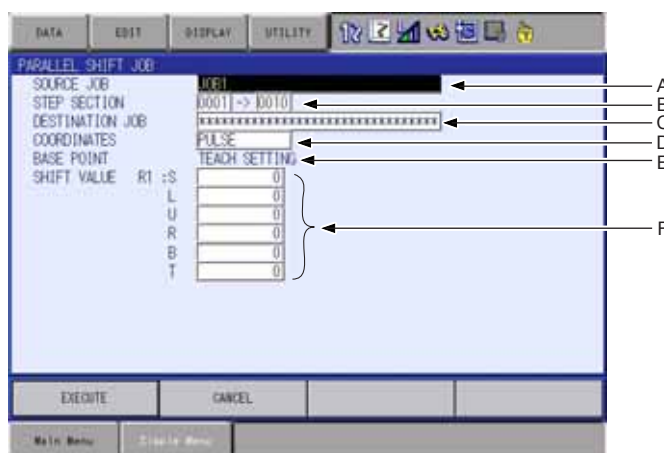 DATA EDIT DISPLAY UTILITY
PARALLEL SHIFT JOB
SOURCE JOB JOB1 A
STEP SECTION 0001 -> 0010 B
DESTINATION JOB ******************************** C
COORDINATES PULSE D
BASE POINT TEACH SETTING E
SHIFT VALUE R1 :S 0
L 0
U 0
R 0 F
B 0
T 0
EXECUTE CANCEL
Main Menu Simple Menu